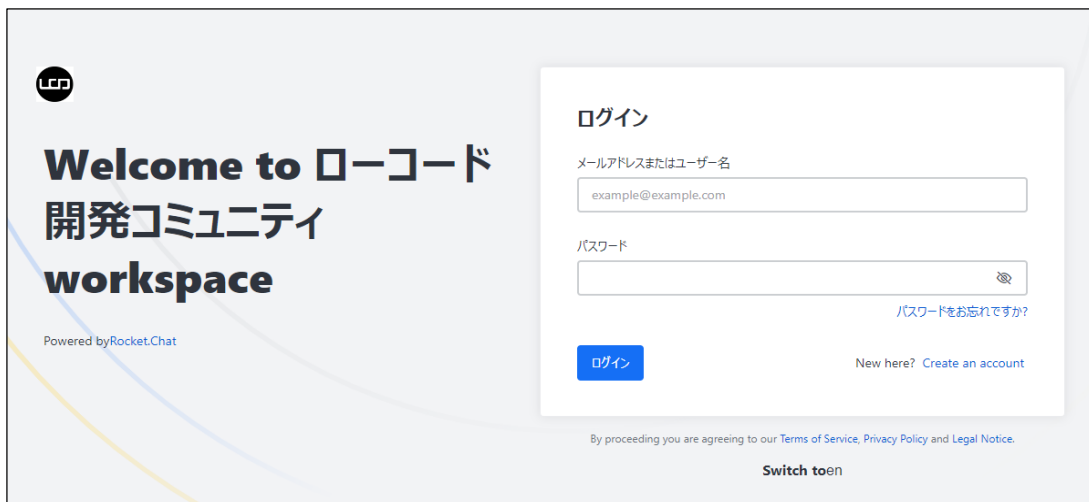 LCD
Welcome to ローコード
開発コミュニティ
workspace
Powered byRocket.Chat
ログイン
メールアドレスまたはユーザー名
example@example.com
パスワード
パスワードをお忘れですか?
ログイン
New here? Create an account
By proceeding you are agreeing to our Terms of Service, Privacy Policy and Legal Notice.
Switch toen